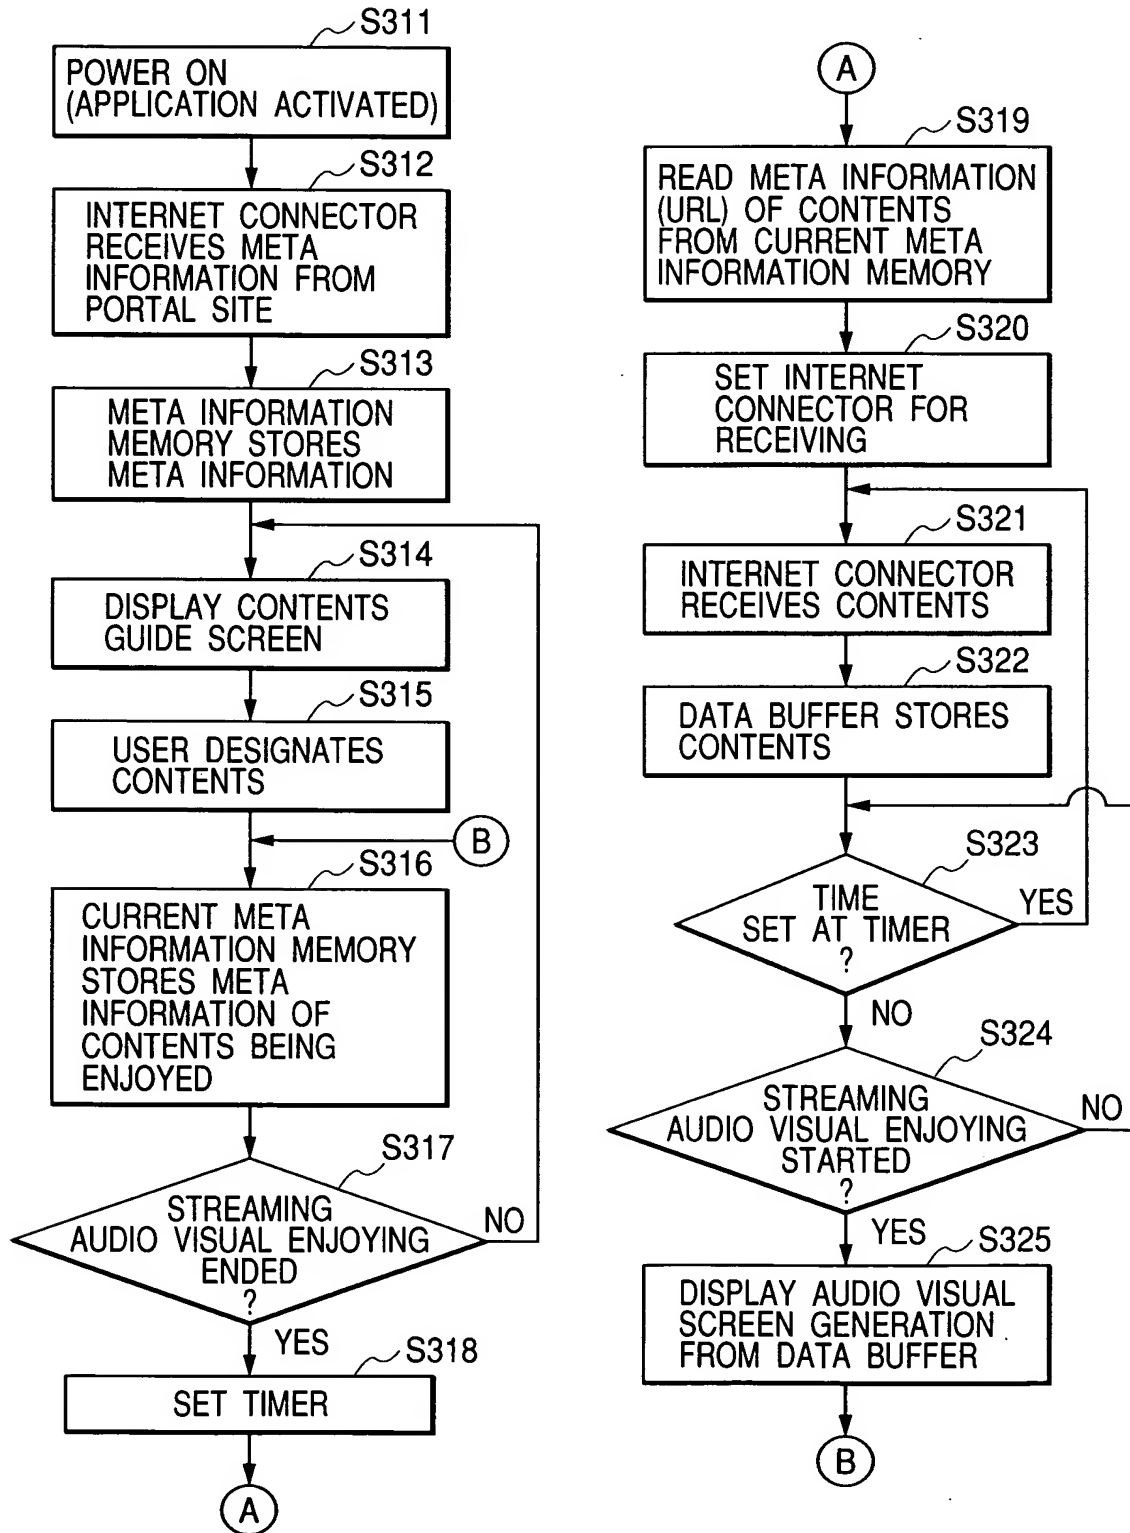 S311
POWER ON
(APPLICATION ACTIVATED)
S312
INTERNET CONNECTOR
RECEIVES META
INFORMATION FROM
PORTAL SITE
S313
META INFORMATION
MEMORY STORES
META INFORMATION
S314
DISPLAY CONTENTS
GUIDE SCREEN
S315
USER DESIGNATES
CONTENTS
B
S316
CURRENT META
INFORMATION MEMORY
STORES META
INFORMATION OF
CONTENTS BEING
ENJOYED
S317
STREAMING
AUDIO VISUAL ENJOYING
ENDED
?
NO
YES
S318
SET TIMER
A
A
S319
READ META INFORMATION
(URL) OF CONTENTS
FROM CURRENT META
INFORMATION MEMORY
S320
SET INTERNET
CONNECTOR FOR
RECEIVING
S321
INTERNET CONNECTOR
RECEIVES CONTENTS
S322
DATA BUFFER STORES
CONTENTS
S323
TIME
SET AT TIMER
?
YES
NO
S324
STREAMING
AUDIO VISUAL ENJOYING
STARTED
?
NO
YES
S325
DISPLAY AUDIO VISUAL
SCREEN GENERATION
FROM DATA BUFFER
B